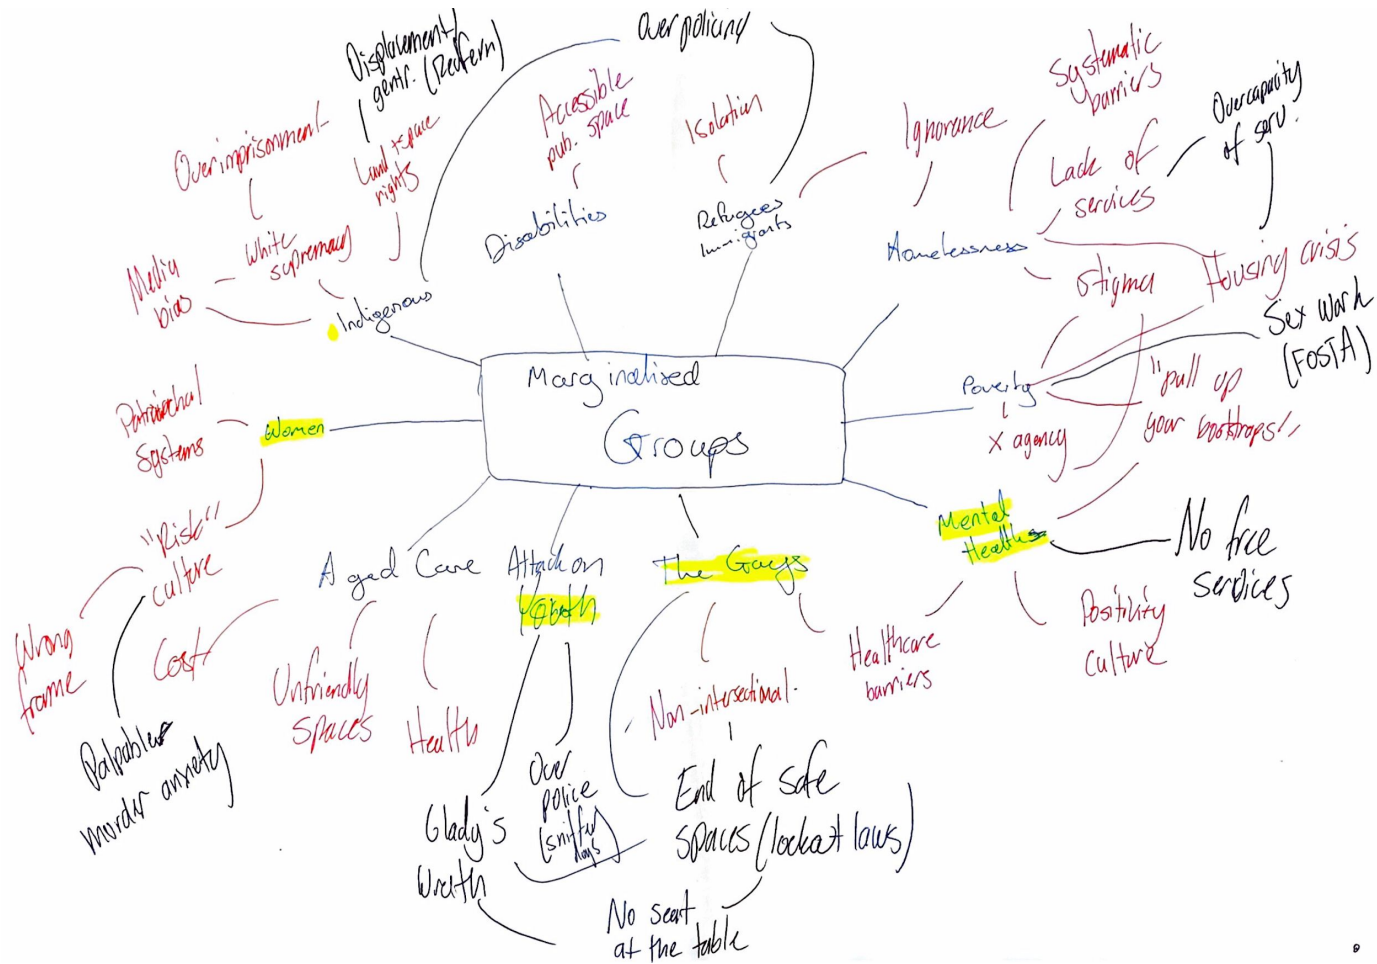 Over policing
Displacement/
gentr. (Redfern)
Systematic
barriers
Accessible
pub. space
Isolation
Ignorance
Overcapacity
of serv.
Overimprisonment
Land + space
rights
Lack of
services
White
supremacy
Disabilities
Refugees
Immigrants
Homelessness
Media
bias
Indigenous
Stigma
Housing crisis
Sex work
(FOSTA)
Marginalised
Groups
Poverty
x agency
"pull up
your bootstraps"
Patriarchal
Systems
Women
"Risk"
culture
Mental
Health
No free
services
Aged Care
Attack on
Youth
The Gays
Wrong
frame
Cost
Unfriendly
spaces
Health
Non-intersectional
Healthcare
barriers
Positivity
culture
Palpable
murder anxiety
Over
police
(sniffer
dogs)
Glady's
Wrath
End of safe
spaces (lockout laws)
No seat
at the table